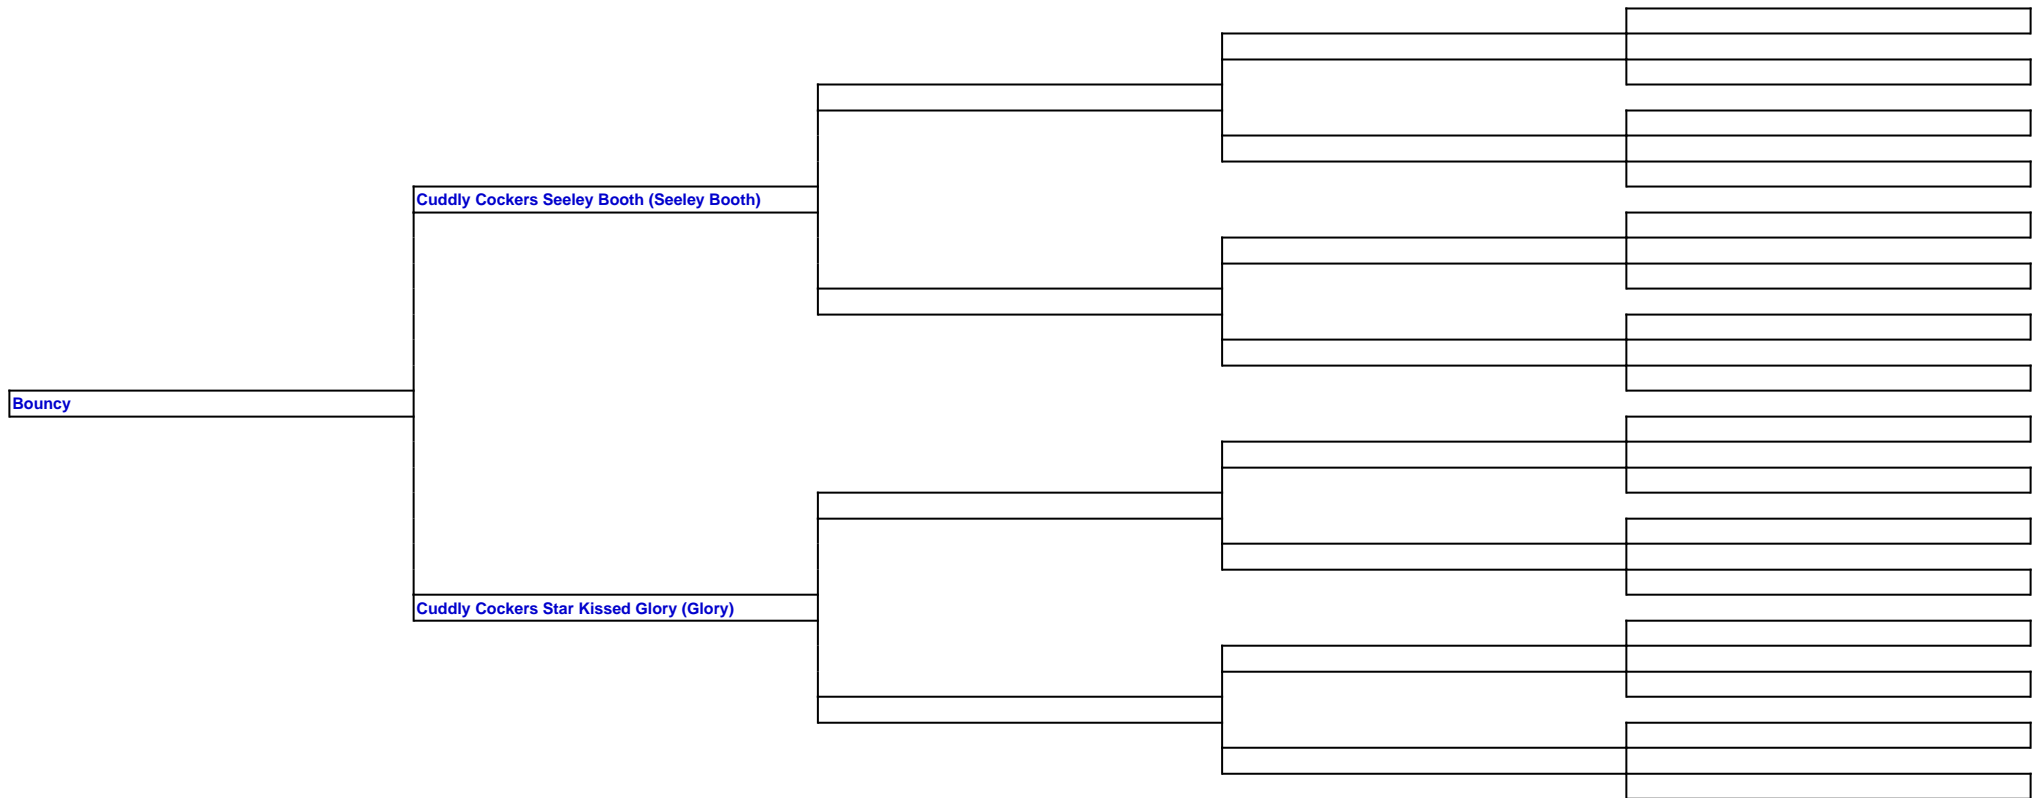 Cuddly Cockers Seeley Booth (Seeley Booth)
Bouncy
Cuddly Cockers Star Kissed Glory (Glory)